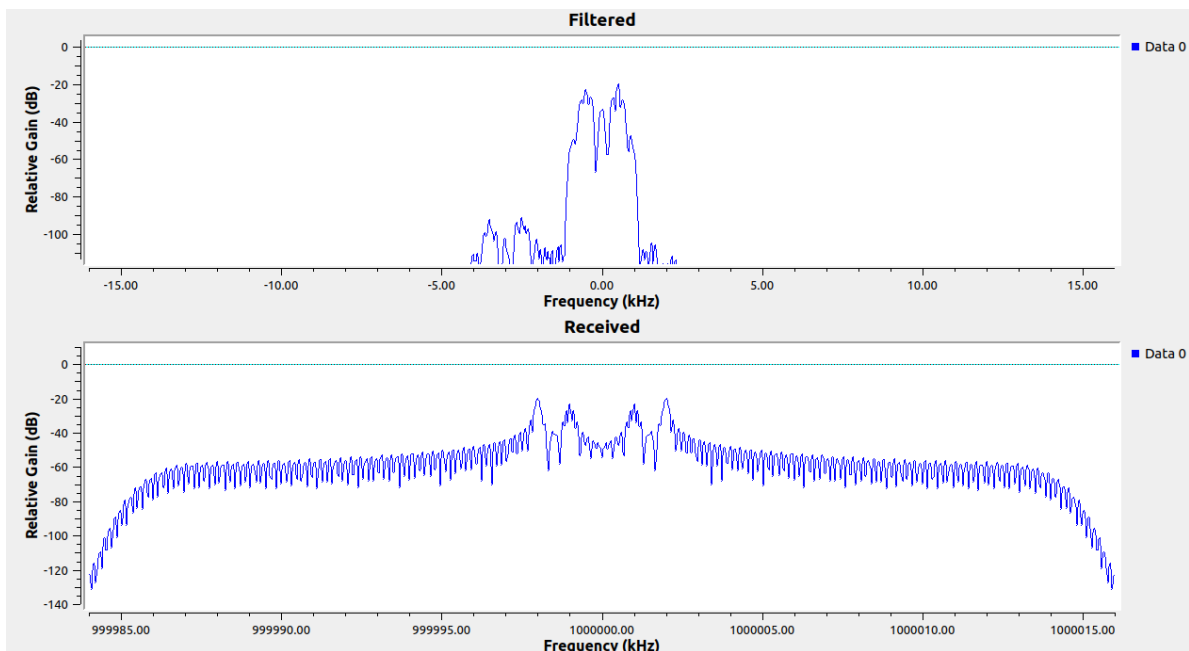 Filtered
Data 0
Relative Gain (dB)
0
-20
-40
-60
-80
-100
-15.00 -10.00 -5.00 0.00 5.00 10.00 15.00
Frequency (kHz)
Received
Data 0
Relative Gain (dB)
0
-20
-40
-60
-80
-100
-120
-140
999985.00 999990.00 999995.00 1000000.00 1000005.00 1000010.00 1000015.00
Frequency (kHz)